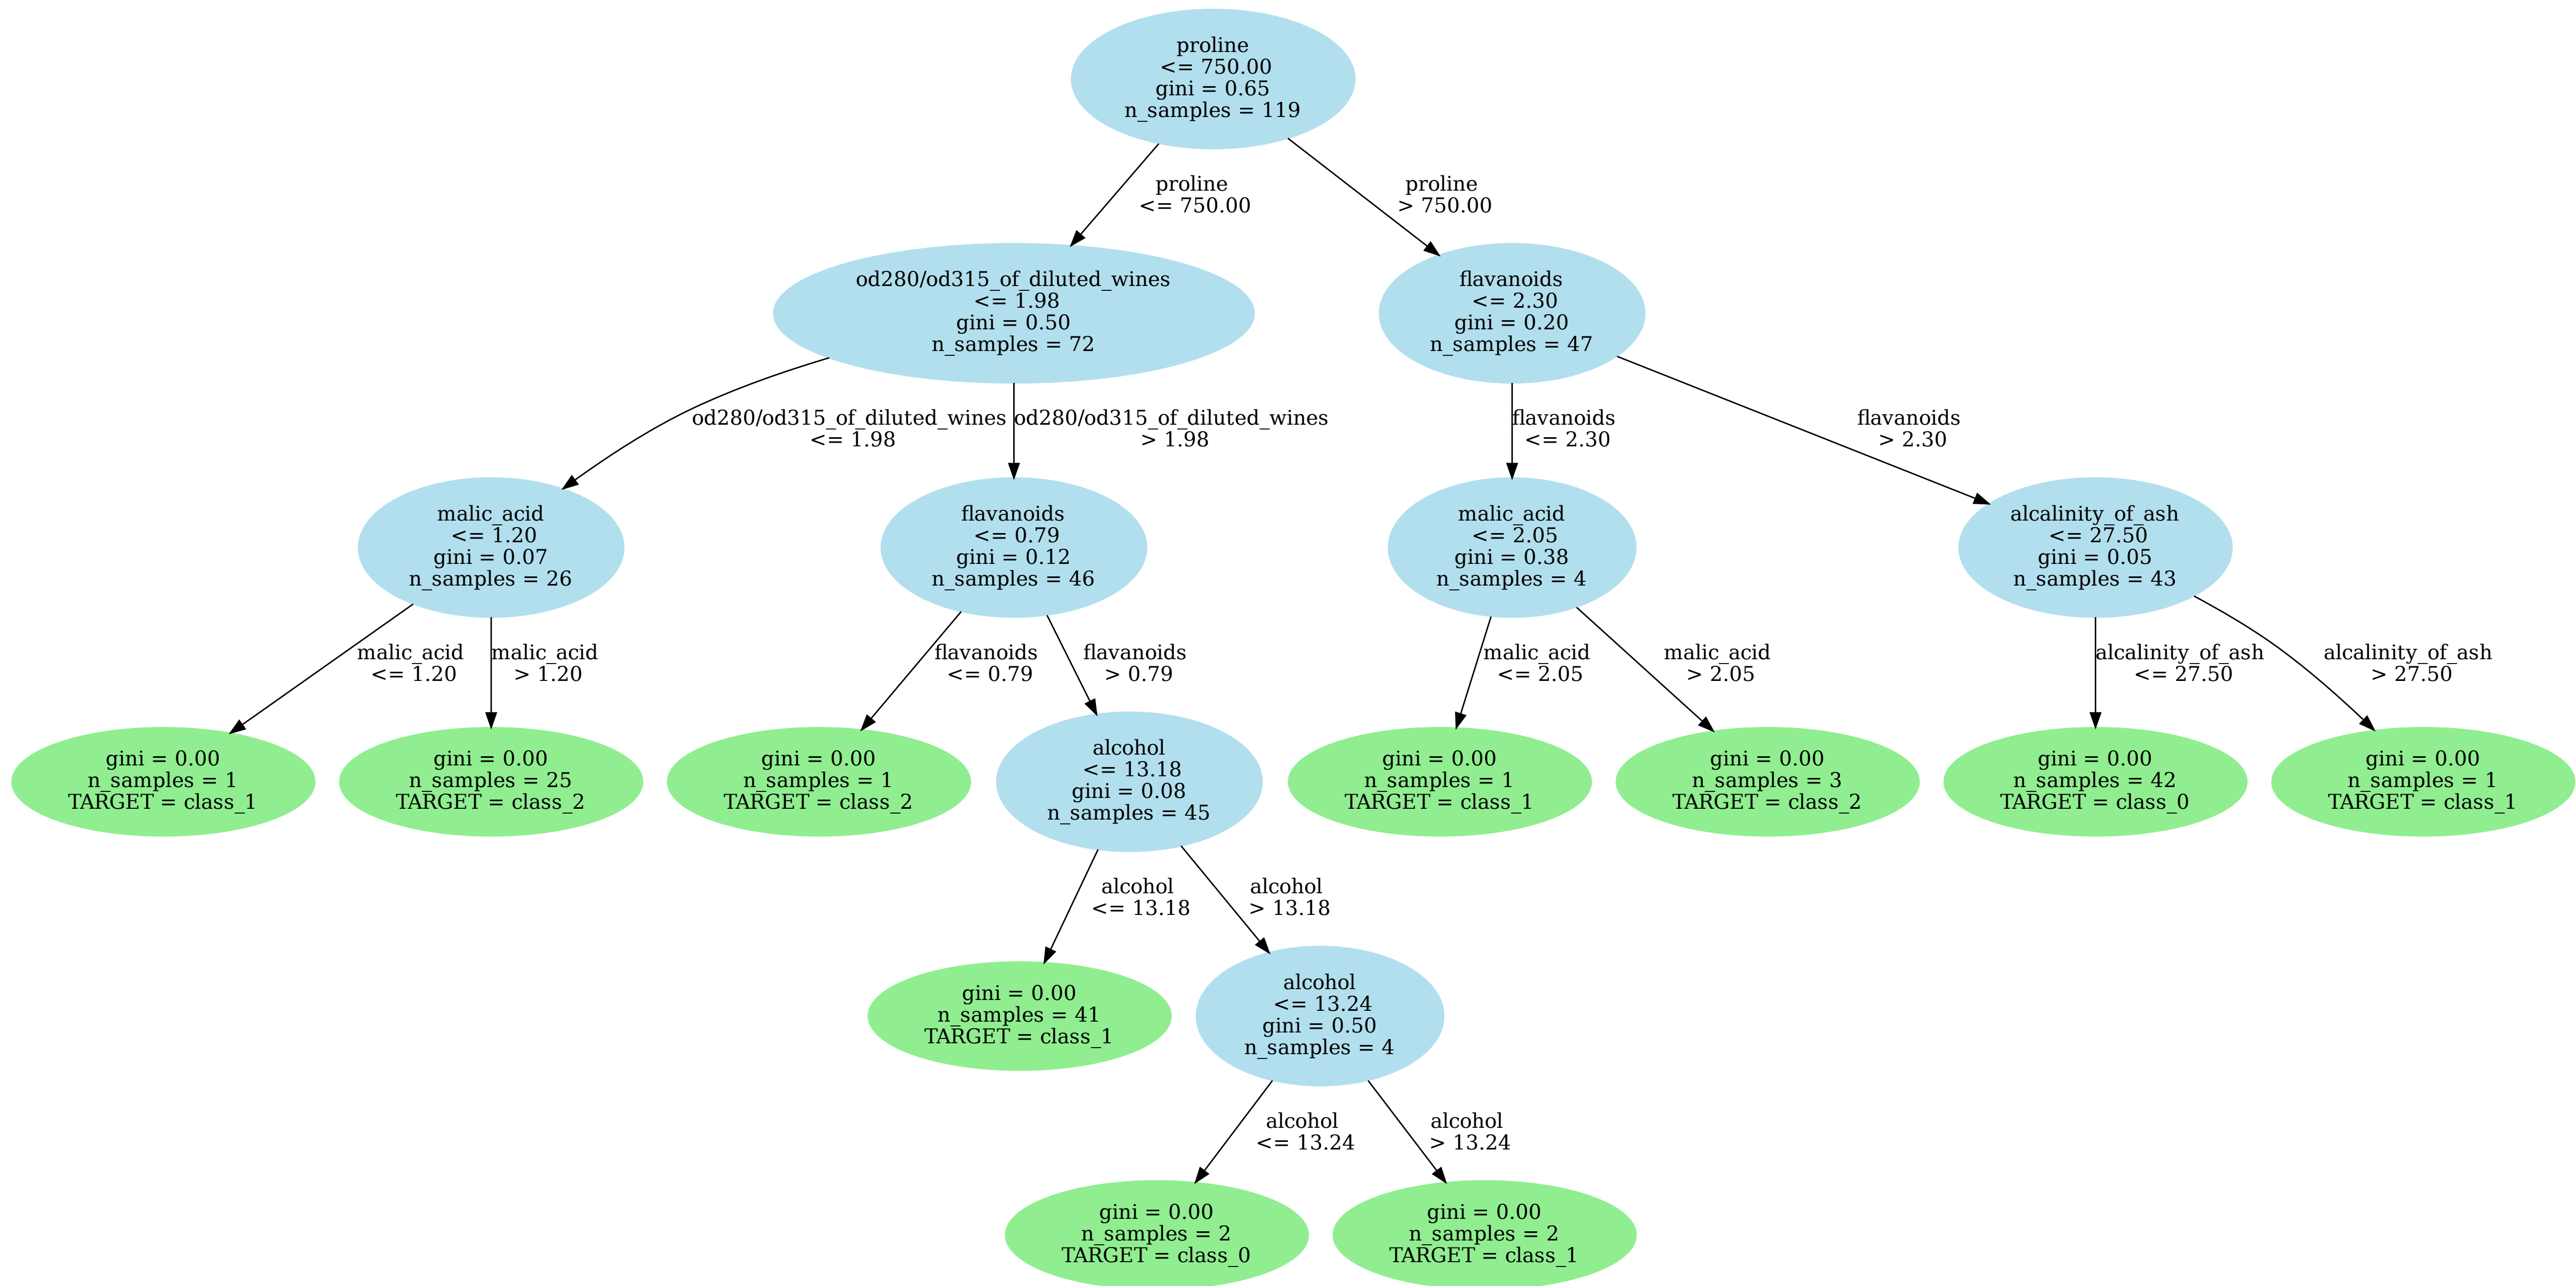 proline
<= 750.00
gini = 0.65
n_samples = 119
proline
<= 750.00
proline
> 750.00
od280/od315_of_diluted_wines
<= 1.98
gini = 0.50
n_samples = 72
flavanoids
<= 2.30
gini = 0.20
n_samples = 47
od280/od315_of_diluted_wines
<= 1.98
od280/od315_of_diluted_wines
> 1.98
flavanoids
<= 2.30
flavanoids
> 2.30
malic_acid
<= 1.20
gini = 0.07
n_samples = 26
flavanoids
<= 0.79
gini = 0.12
n_samples = 46
malic_acid
<= 2.05
gini = 0.38
n_samples = 4
alcalinity_of_ash
<= 27.50
gini = 0.05
n_samples = 43
malic_acid
<= 1.20
malic_acid
> 1.20
flavanoids
<= 0.79
flavanoids
> 0.79
malic_acid
<= 2.05
malic_acid
> 2.05
alcalinity_of_ash
<= 27.50
alcalinity_of_ash
> 27.50
gini = 0.00
n_samples = 1
TARGET = class_1
gini = 0.00
n_samples = 25
TARGET = class_2
gini = 0.00
n_samples = 1
TARGET = class_2
alcohol
<= 13.18
gini = 0.08
n_samples = 45
gini = 0.00
n_samples = 1
TARGET = class_1
gini = 0.00
n_samples = 3
TARGET = class_2
gini = 0.00
n_samples = 42
TARGET = class_0
gini = 0.00
n_samples = 1
TARGET = class_1
alcohol
<= 13.18
alcohol
> 13.18
gini = 0.00
n_samples = 41
TARGET = class_1
alcohol
<= 13.24
gini = 0.50
n_samples = 4
alcohol
<= 13.24
alcohol
> 13.24
gini = 0.00
n_samples = 2
TARGET = class_0
gini = 0.00
n_samples = 2
TARGET = class_1